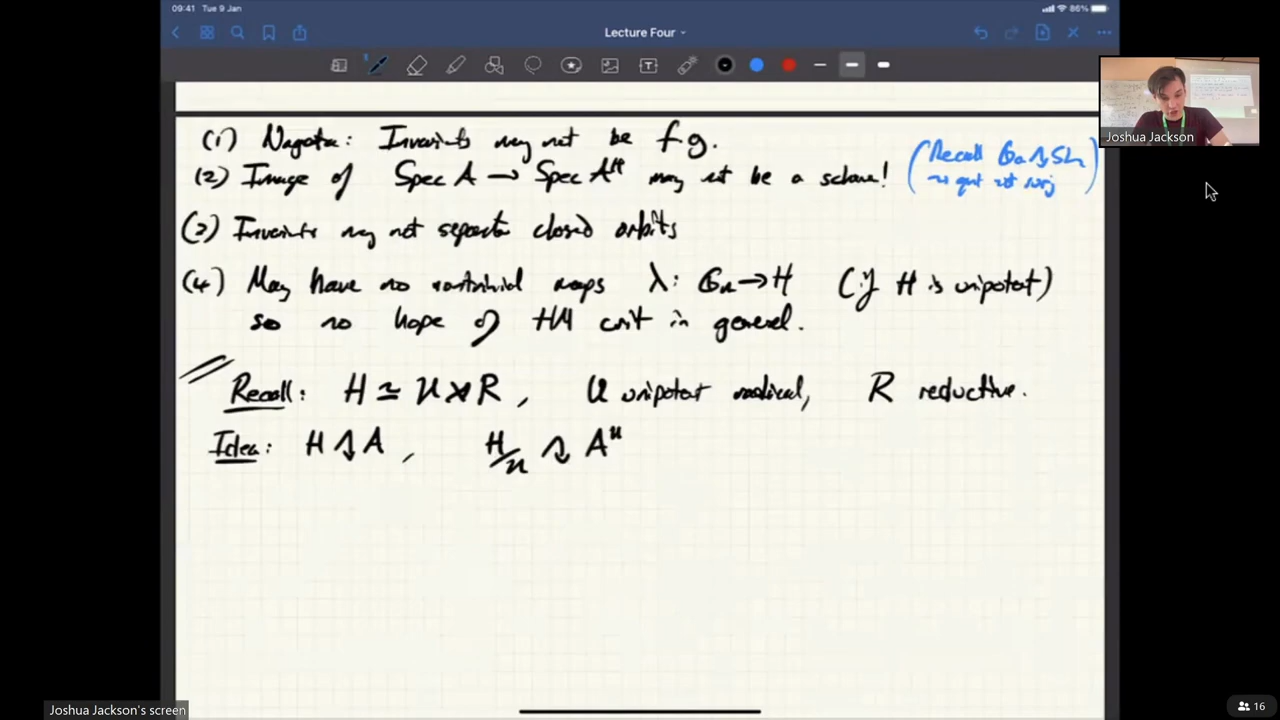 09:41 Tue 9 Jan
86%
Lecture Four
Joshua Jackson
(1) Nagata: Invariants may not be f.g.
(Recall Ga ↷ SL2
⇝ quot not surj)
(2) Image of Spec A → Spec A^H may not be a scheme!
(3) Invariants may not separate closed orbits
(4) May have no nontrivial maps λ: Gm → H (if H is unipotent)
so no hope of HM crit in general.
Recall: H ≃ U ⋊ R, U unipotent radical, R reductive.
Idea: H ↷ A, H/U ↷ A^U
Joshua Jackson's screen
16